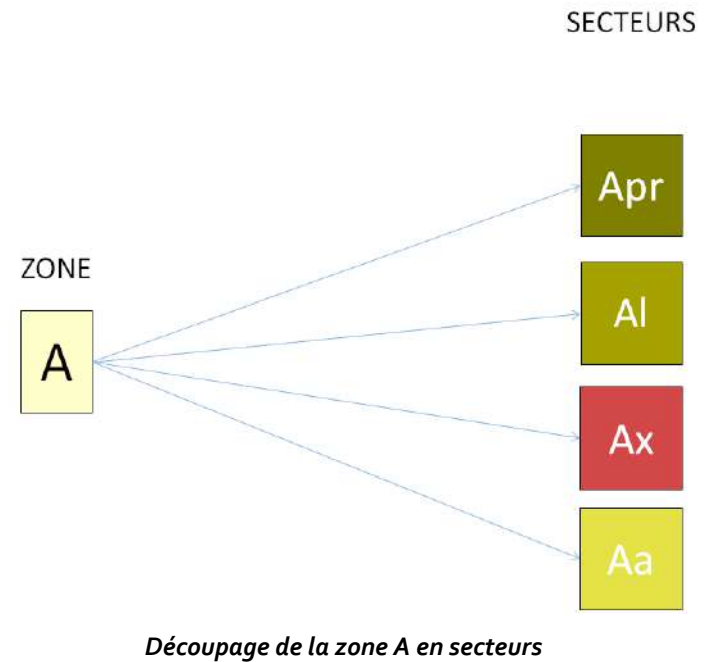 SECTEURS
Apr
ZONE
Al
A
Ax
Aa
Découpage de la zone A en secteurs